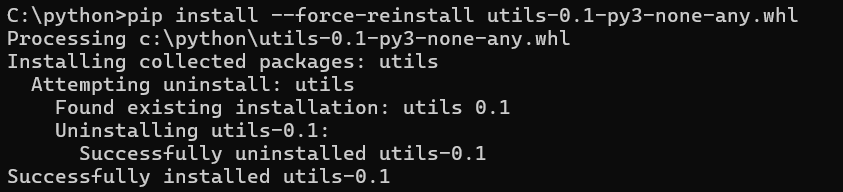 C:\python>pip install --force-reinstall utils-0.1-py3-none-any.whl
Processing c:\python\utils-0.1-py3-none-any.whl
Installing collected packages: utils
  Attempting uninstall: utils
    Found existing installation: utils 0.1
    Uninstalling utils-0.1:
      Successfully uninstalled utils-0.1
Successfully installed utils-0.1